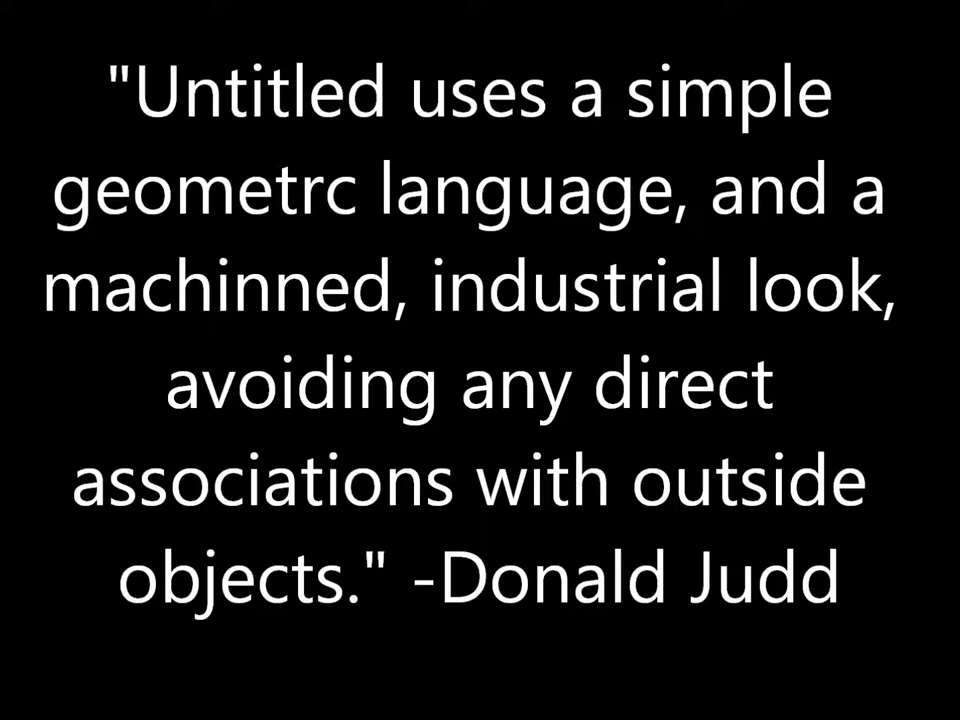 "Untitled uses a simple
geometrc language, and a
machinned, industrial look,
avoiding any direct
associations with outside
objects." -Donald Judd